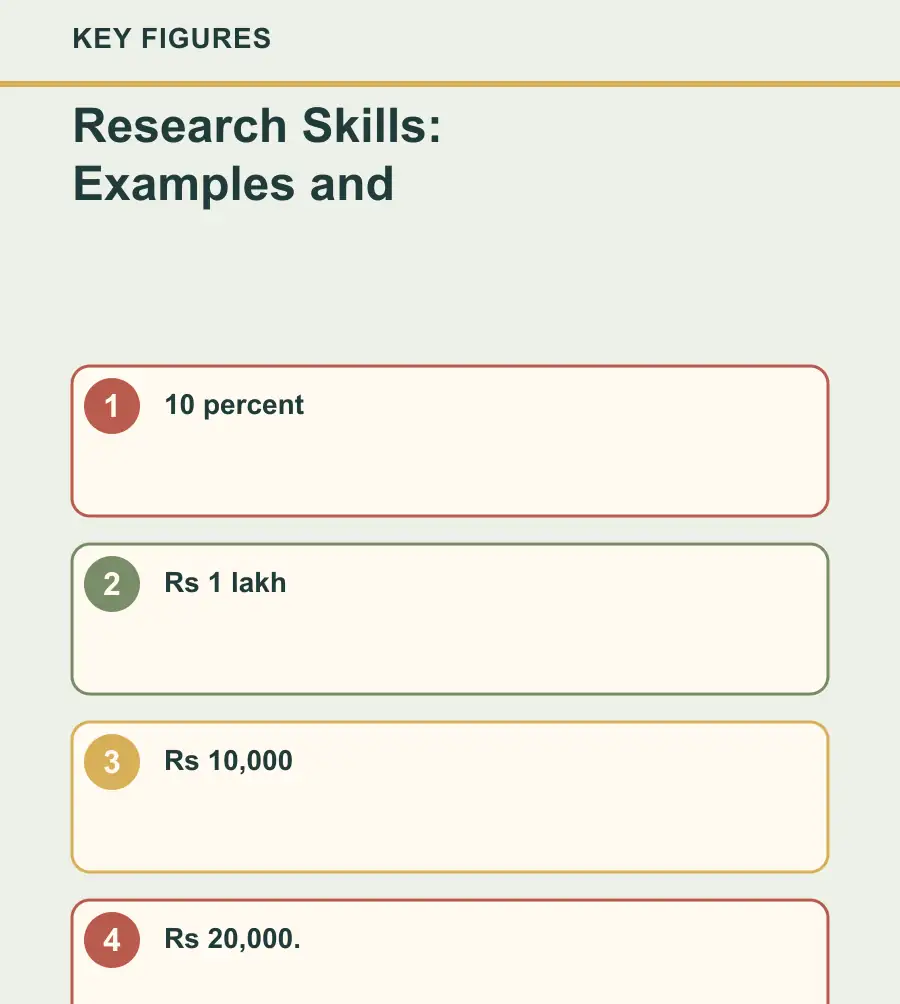 KEY FIGURES
Research Skills:
Examples and
1 10 percent
2 Rs 1 lakh
3 Rs 10,000
4 Rs 20,000.